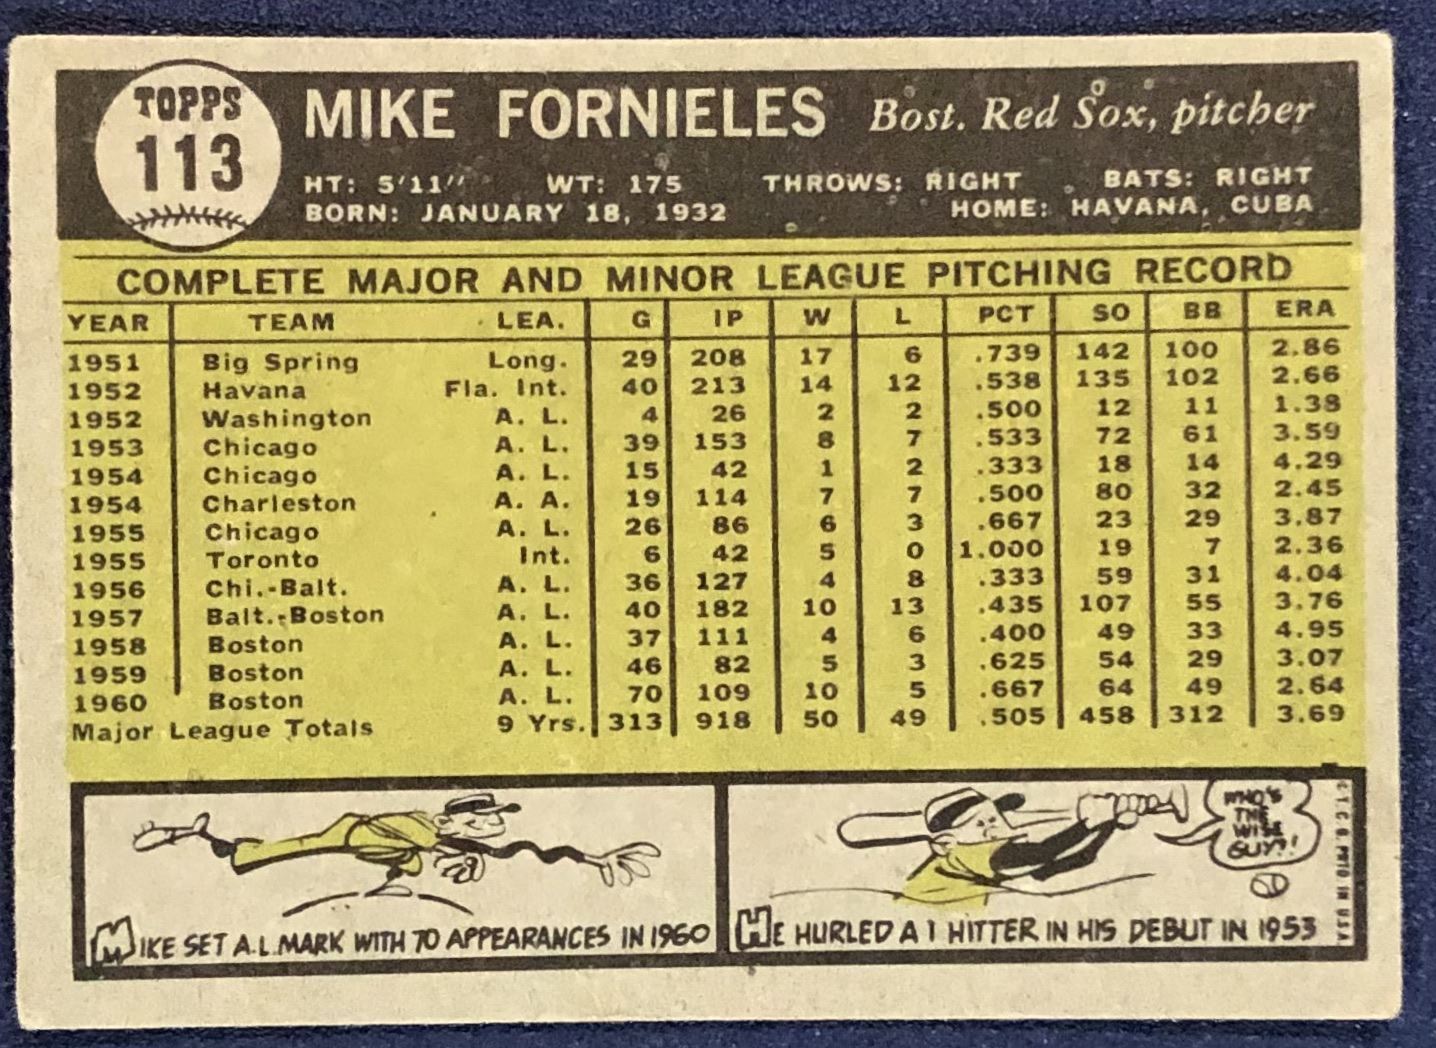 TOPPS
113
MIKE FORNIELES Bost. Red Sox, pitcher
HT: 5'11" WT: 175 THROWS: RIGHT BATS: RIGHT
BORN: JANUARY 18, 1932 HOME: HAVANA, CUBA
COMPLETE MAJOR AND MINOR LEAGUE PITCHING RECORD
YEAR TEAM LEA. G IP W L PCT SO BB ERA
1951 Big Spring Long. 29 208 17 6 .739 142 100 2.86
1952 Havana Fla. Int. 40 213 14 12 .538 135 102 2.66
1952 Washington A. L. 4 26 2 2 .500 12 11 1.38
1953 Chicago A. L. 39 153 8 7 .533 72 61 3.59
1954 Chicago A. L. 15 42 1 2 .333 18 14 4.29
1954 Charleston A. A. 19 114 7 7 .500 80 32 2.45
1955 Chicago A. L. 26 86 6 3 .667 23 29 3.87
1955 Toronto Int. 6 42 5 0 1.000 19 7 2.36
1956 Chi.-Balt. A. L. 36 127 4 8 .333 59 31 4.04
1957 Balt.-Boston A. L. 40 182 10 13 .435 107 55 3.76
1958 Boston A. L. 37 111 4 6 .400 49 33 4.95
1959 Boston A. L. 46 82 5 3 .625 54 29 3.07
1960 Boston A. L. 70 109 10 5 .667 64 49 2.64
Major League Totals 9 Yrs. 313 918 50 49 .505 458 312 3.69
MIKE SET A.L. MARK WITH 70 APPEARANCES IN 1960
WHO'S
THE
WISE
GUY?!
HE HURLED A 1 HITTER IN HIS DEBUT IN 1953
T.C.G. PRTD IN U.S.A.